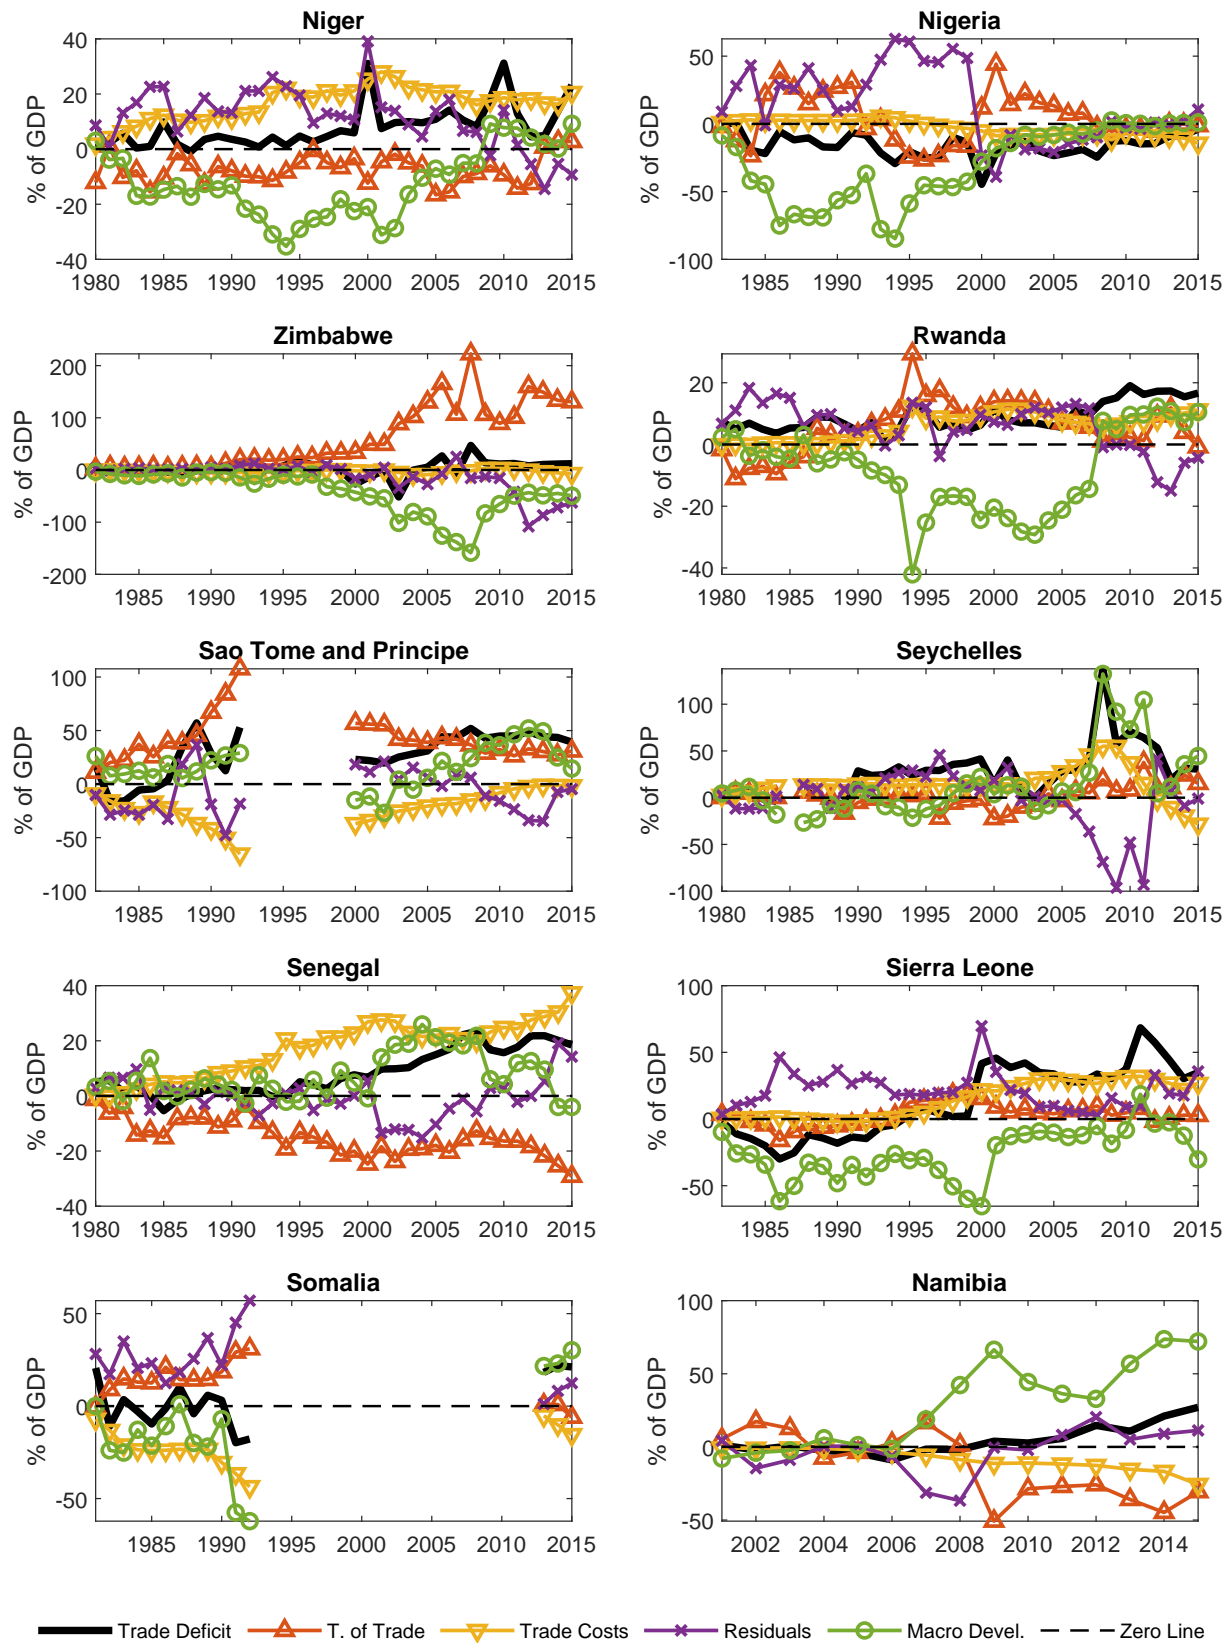 Niger
% of GDP
40
20
0
-20
-40
1980 1985 1990 1995 2000 2005 2010 2015
Nigeria
% of GDP
50
0
-50
-100
1985 1990 1995 2000 2005 2010 2015
Zimbabwe
% of GDP
200
100
0
-100
-200
1985 1990 1995 2000 2005 2010 2015
Rwanda
% of GDP
20
0
-20
-40
1980 1985 1990 1995 2000 2005 2010 2015
Sao Tome and Principe
% of GDP
100
50
0
-50
-100
1985 1990 1995 2000 2005 2010 2015
Seychelles
% of GDP
100
50
0
-50
-100
1980 1985 1990 1995 2000 2005 2010 2015
Senegal
% of GDP
40
20
0
-20
-40
1980 1985 1990 1995 2000 2005 2010 2015
Sierra Leone
% of GDP
100
50
0
-50
1985 1990 1995 2000 2005 2010 2015
Somalia
% of GDP
50
0
-50
1985 1990 1995 2000 2005 2010 2015
Namibia
% of GDP
100
50
0
-50
2002 2004 2006 2008 2010 2012 2014
Trade Deficit T. of Trade Trade Costs Residuals Macro Devel. Zero Line